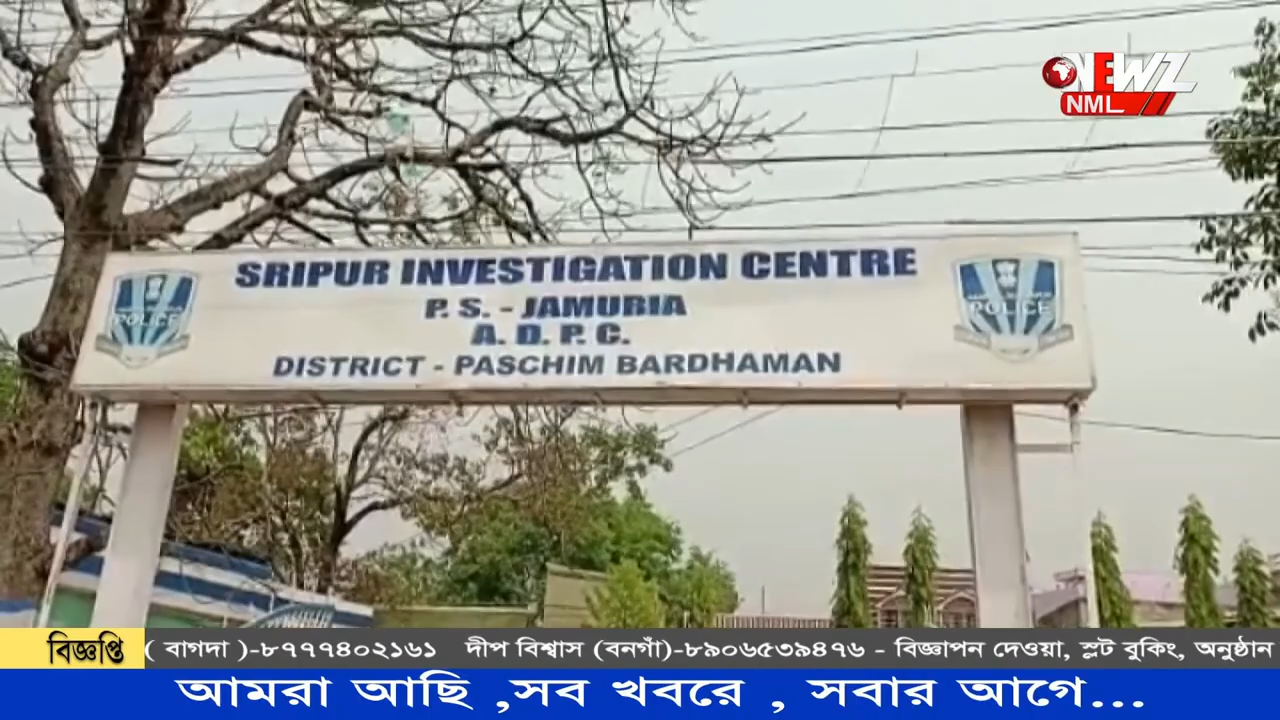 NEWZ
NML
SRIPUR INVESTIGATION CENTRE
P. S. - JAMURIA
A. D. P. C.
DISTRICT - PASCHIM BARDHAMAN
POLICE
POLICE
বিজ্ঞপ্তি ( বাগদা )-৮৭৭৭৪০২১৬১ দীপ বিশ্বাস (বনগাঁ)-৮৯০৬৫৩৯৪৭৬ - বিজ্ঞাপন দেওয়া, স্লট বুকিং, অনুষ্ঠান
আমরা আছি ,সব খবরে , সবার আগে...